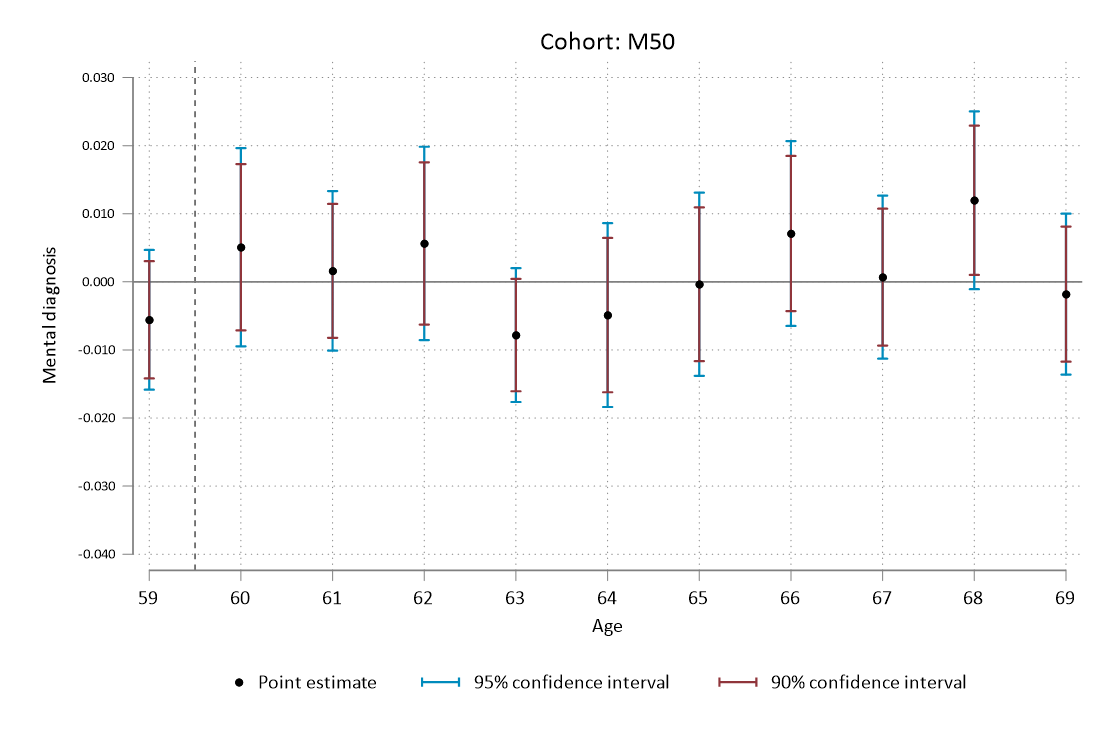 Cohort: M50
0.030
0.020
0.010
0.000
-0.010
-0.020
-0.030
-0.040
Mental diagnosis
59 60 61 62 63 64 65 66 67 68 69
Age
Point estimate 95% confidence interval 90% confidence interval